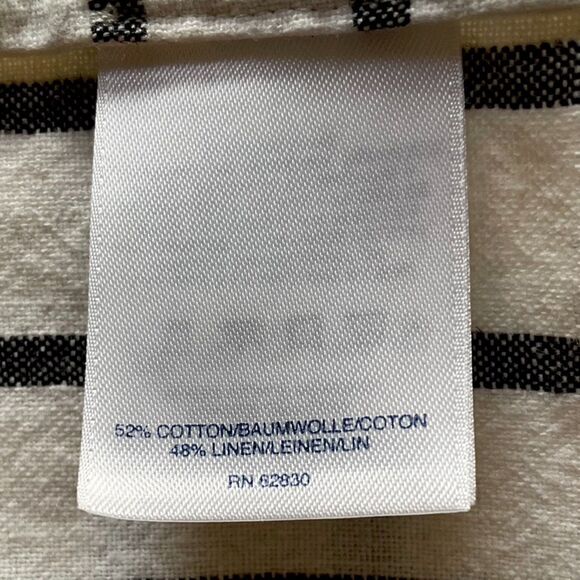 52% COTTON/BAUMWOLLE/COTON
48% LINEN/LEINEN/LIN
RN 62830